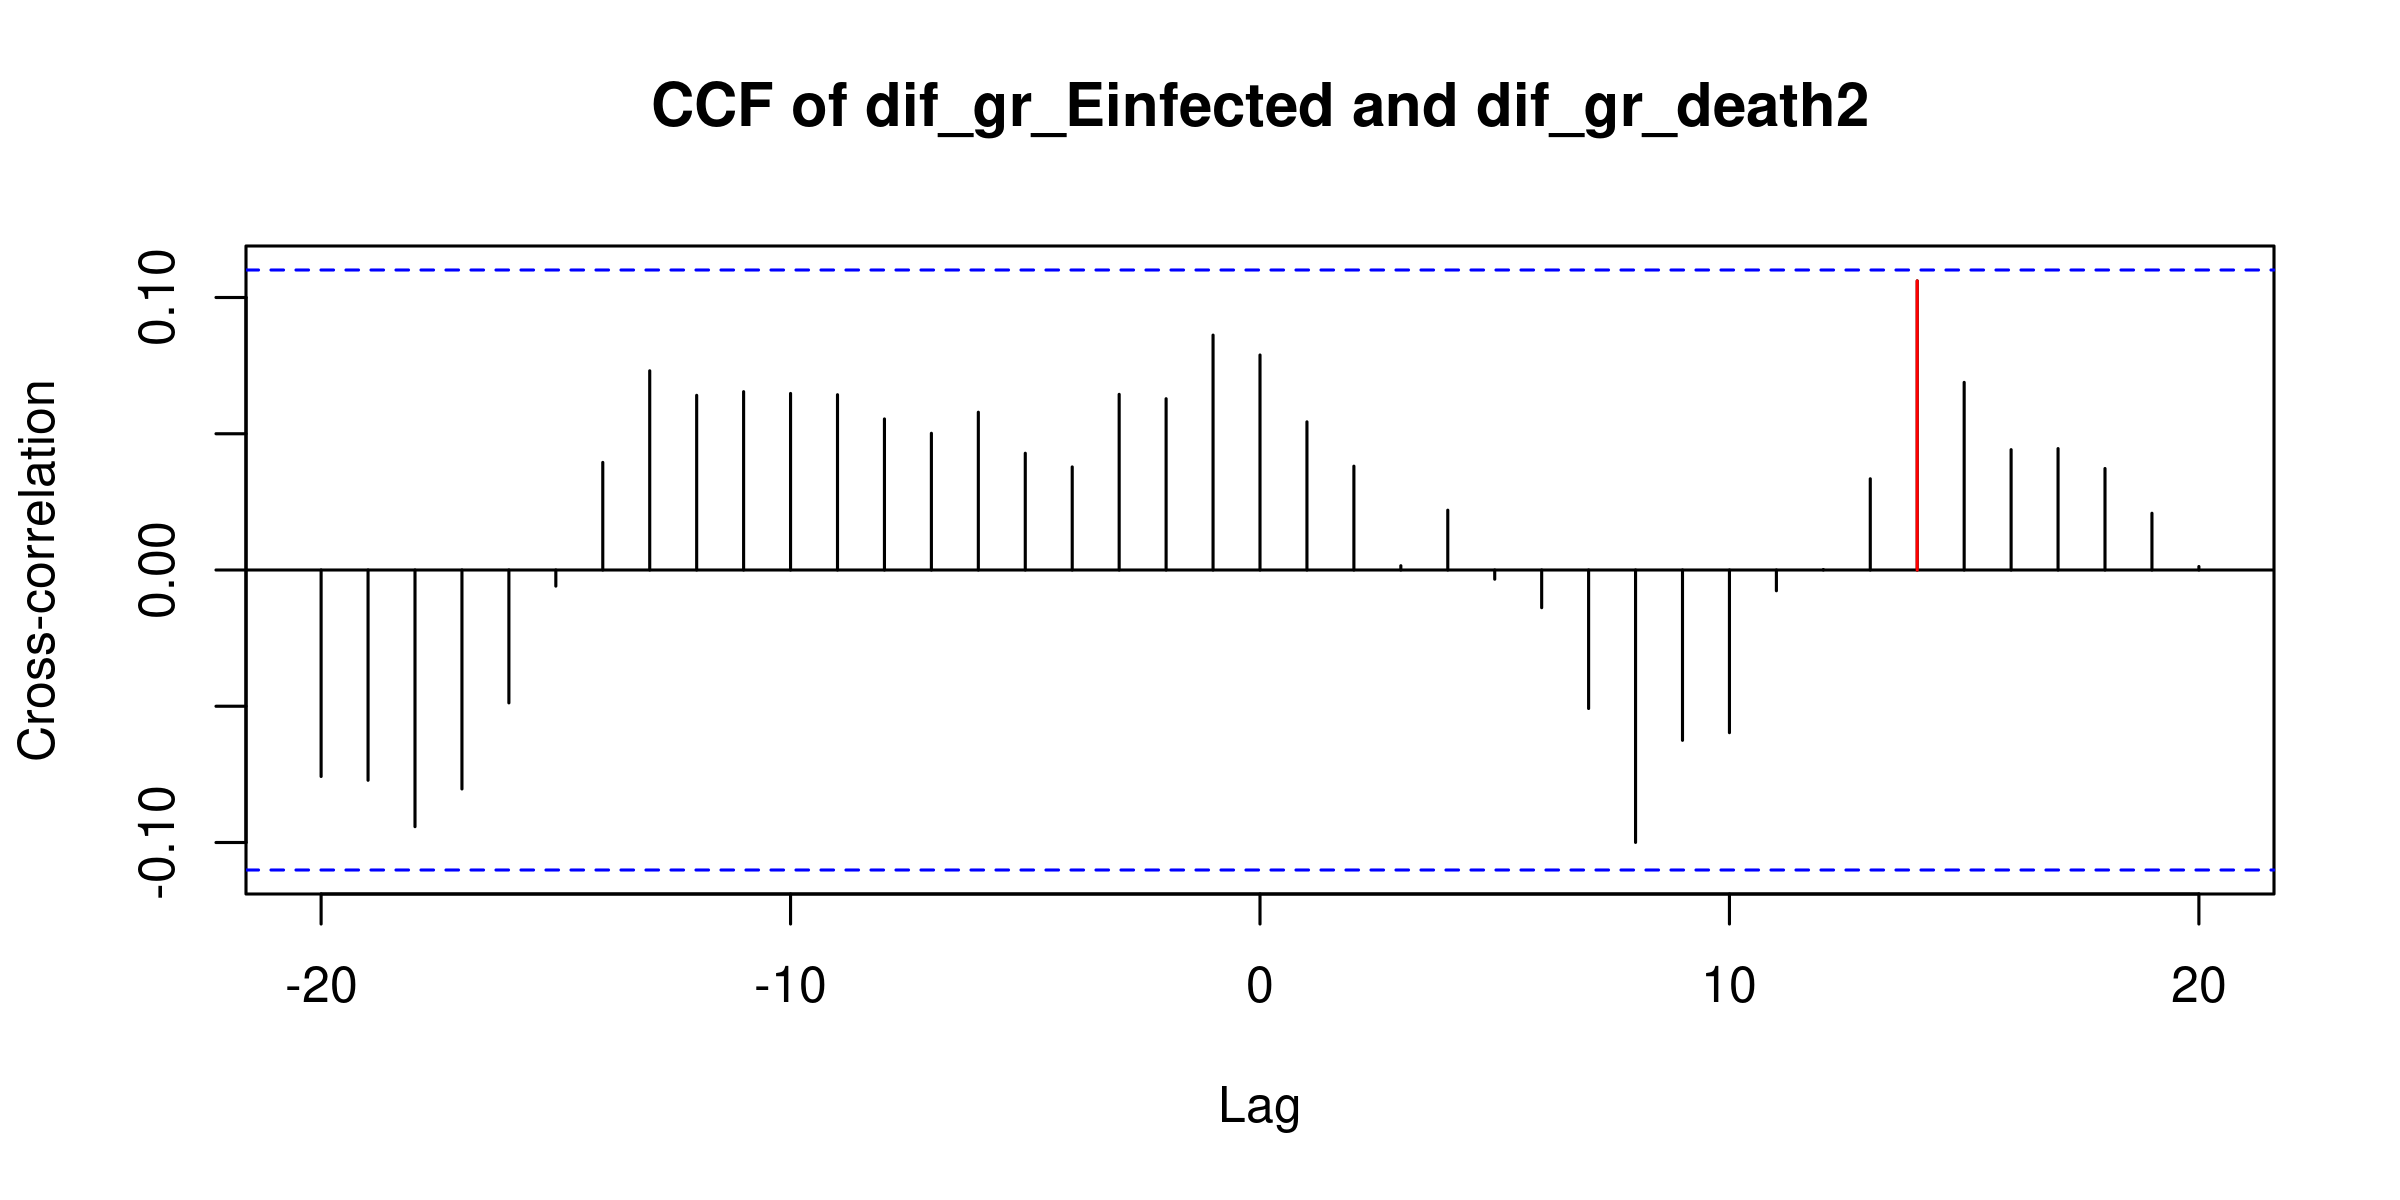 CCF of dif_gr_Einfected and dif_gr_death2
Cross-correlation
0.10
0.00
-0.10
-20 -10 0 10 20
Lag